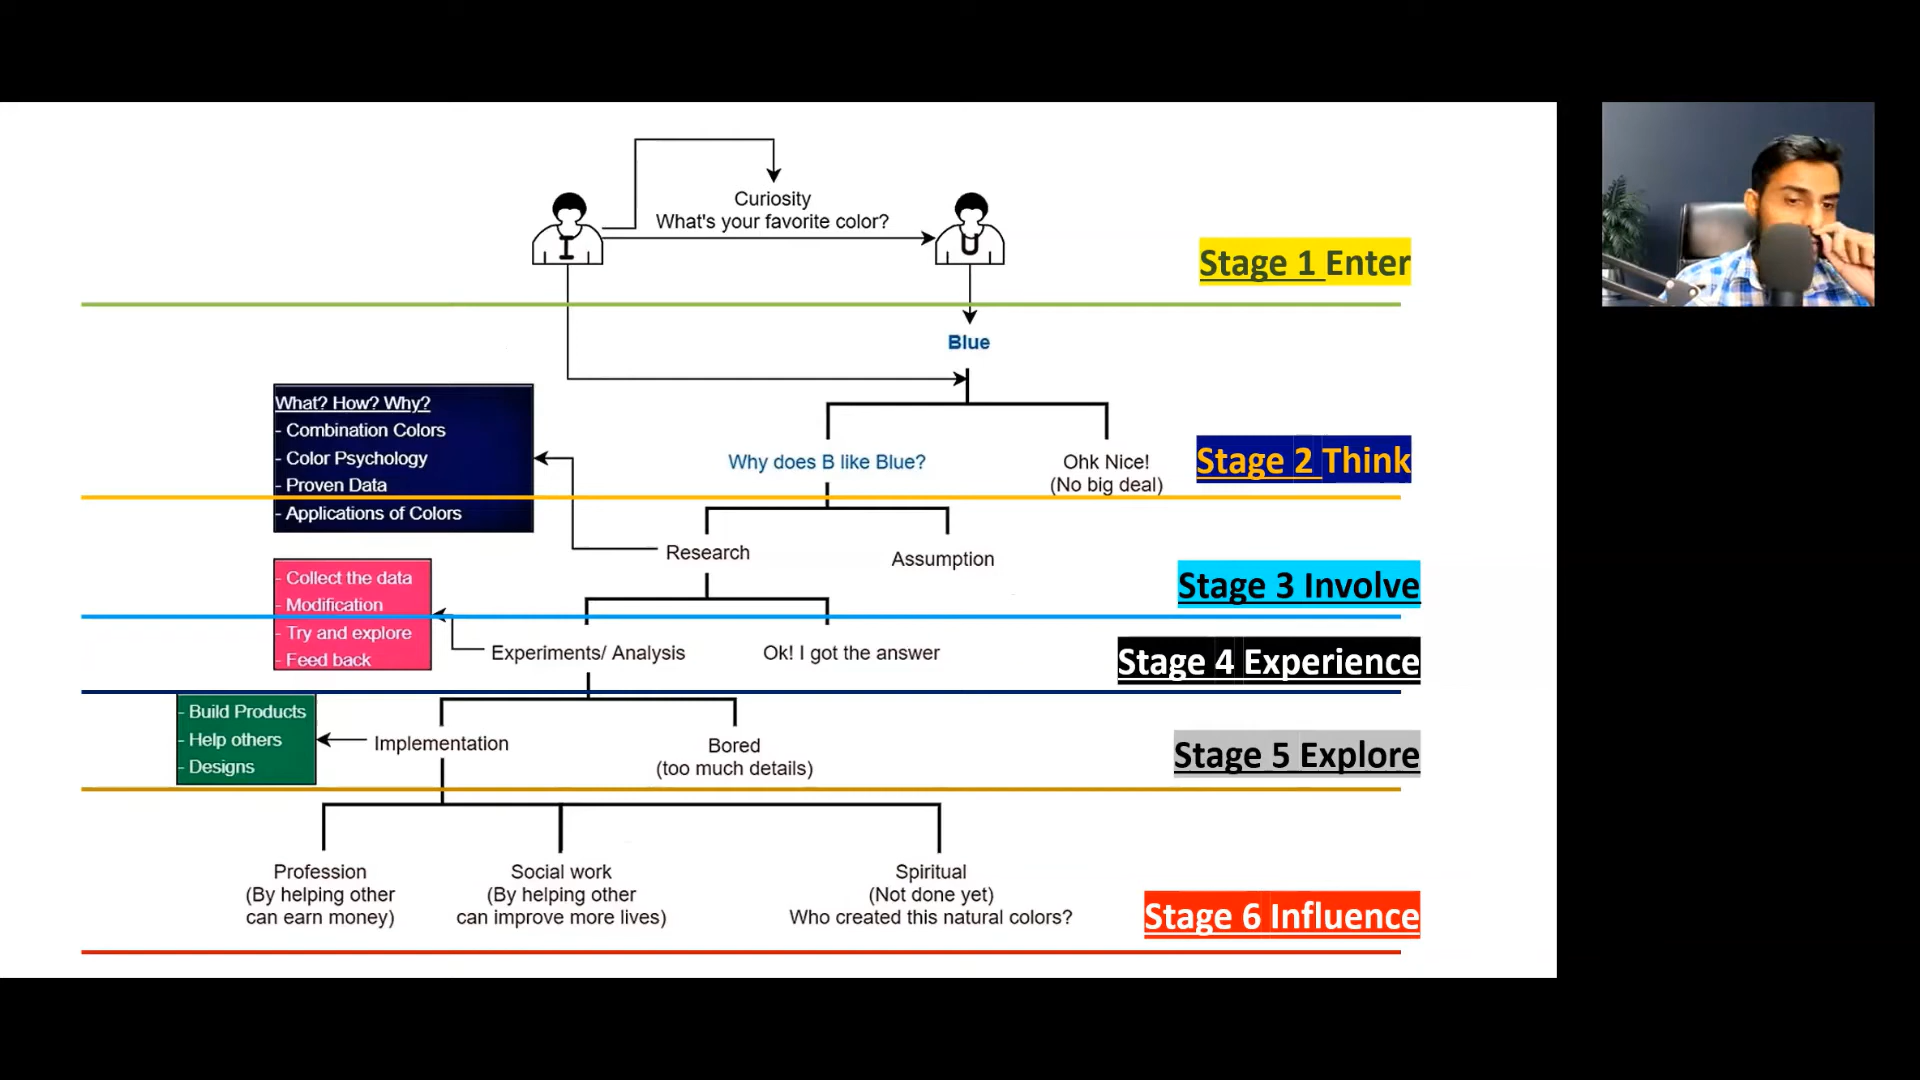 Curiosity
What's your favorite color?
I
U
Stage 1 Enter
Blue
What? How? Why?
- Combination Colors
- Color Psychology
- Proven Data
- Applications of Colors
Why does B like Blue?
Ohk Nice!
(No big deal)
Stage 2 Think
Research
Assumption
- Collect the data
- Modification
- Try and explore
- Feed back
Stage 3 Involve
Experiments/ Analysis
Ok! I got the answer
Stage 4 Experience
- Build Products
- Help others
- Designs
Implementation
Bored
(too much details)
Stage 5 Explore
Profession
(By helping other
can earn money)
Social work
(By helping other
can improve more lives)
Spiritual
(Not done yet)
Who created this natural colors?
Stage 6 Influence